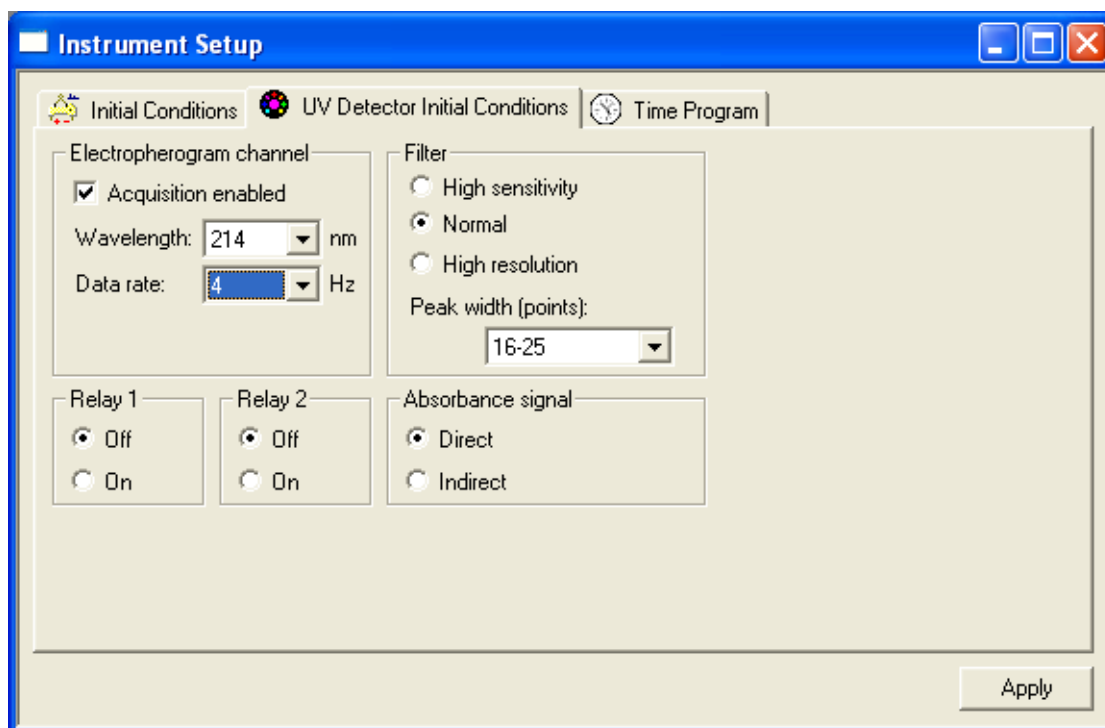 Instrument Setup
Initial Conditions
UV Detector Initial Conditions
Time Program
Electropherogram channel
Acquisition enabled
Wavelength: 214 nm
Data rate: 4 Hz
Filter
High sensitivity
Normal
High resolution
Peak width (points):
16-25
Relay 1
Off
On
Relay 2
Off
On
Absorbance signal
Direct
Indirect
Apply